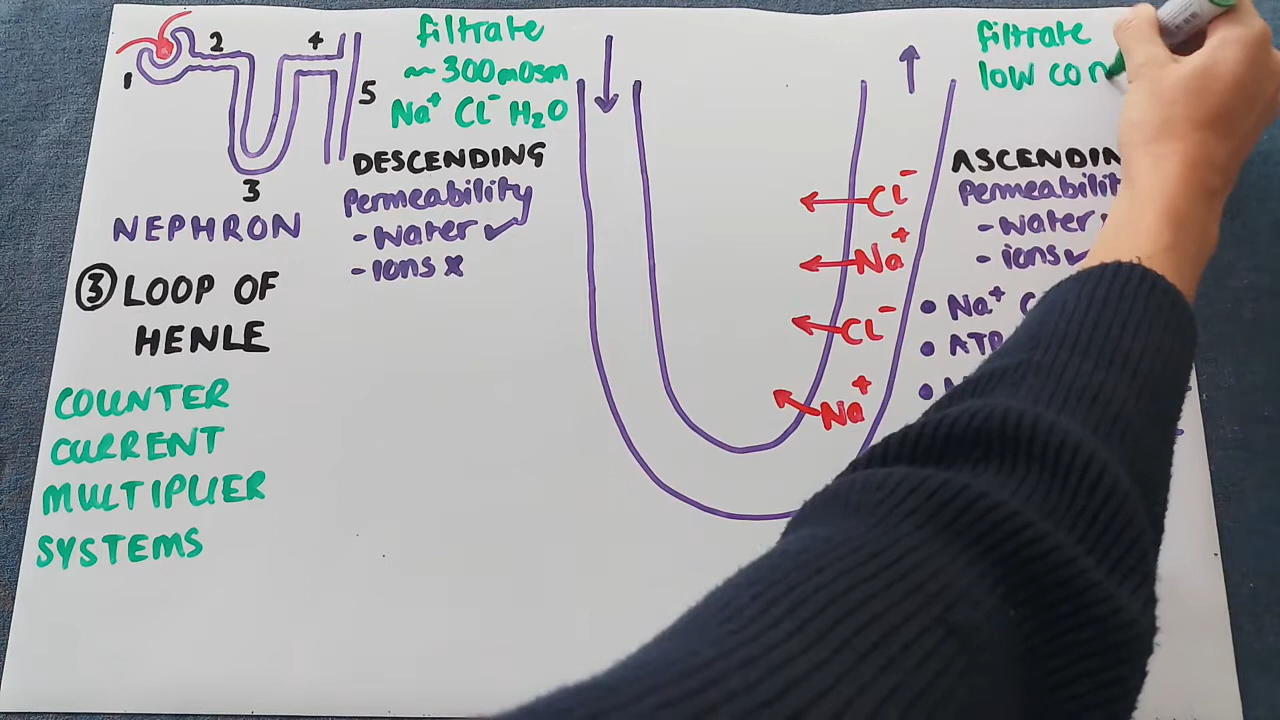 1
2
3
4
5
NEPHRON
③ LOOP OF
HENLE
COUNTER
CURRENT
MULTIPLIER
SYSTEMS
filtrate
~ 300mOsm
Na⁺ Cl⁻ H₂O
DESCENDING
Permeability
- water ✓
- ions ✗
Cl⁻
Na⁺
Cl⁻
Na⁺
filtrate
low con
ASCENDIN
Permeabilit
- water
- ions ✓
• Na⁺
• ATP